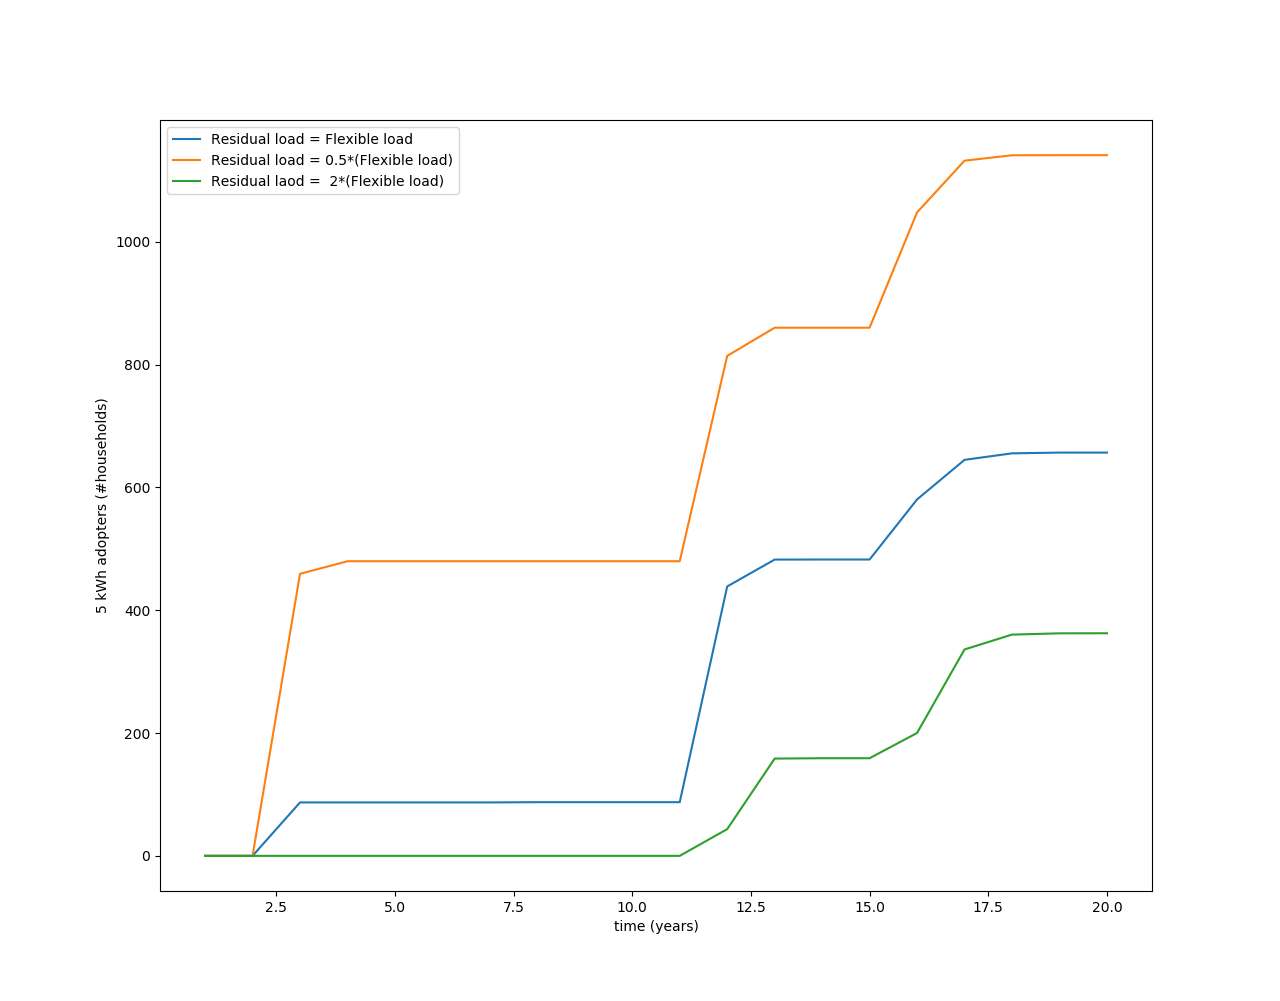 Residual load = Flexible load
Residual load = 0.5*(Flexible load)
Residual laod =  2*(Flexible load)
1000
800
600
400
200
0
5 kWh adopters (#households)
2.5 5.0 7.5 10.0 12.5 15.0 17.5 20.0
time (years)